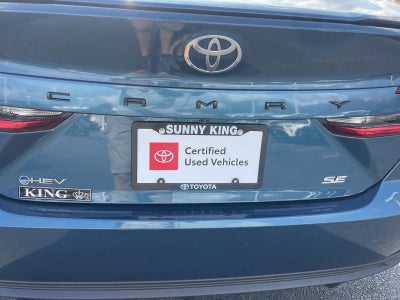 CAMRY
SUNNY KING
Certified
Used Vehicles
TOYOTA
HEV
SE
KING